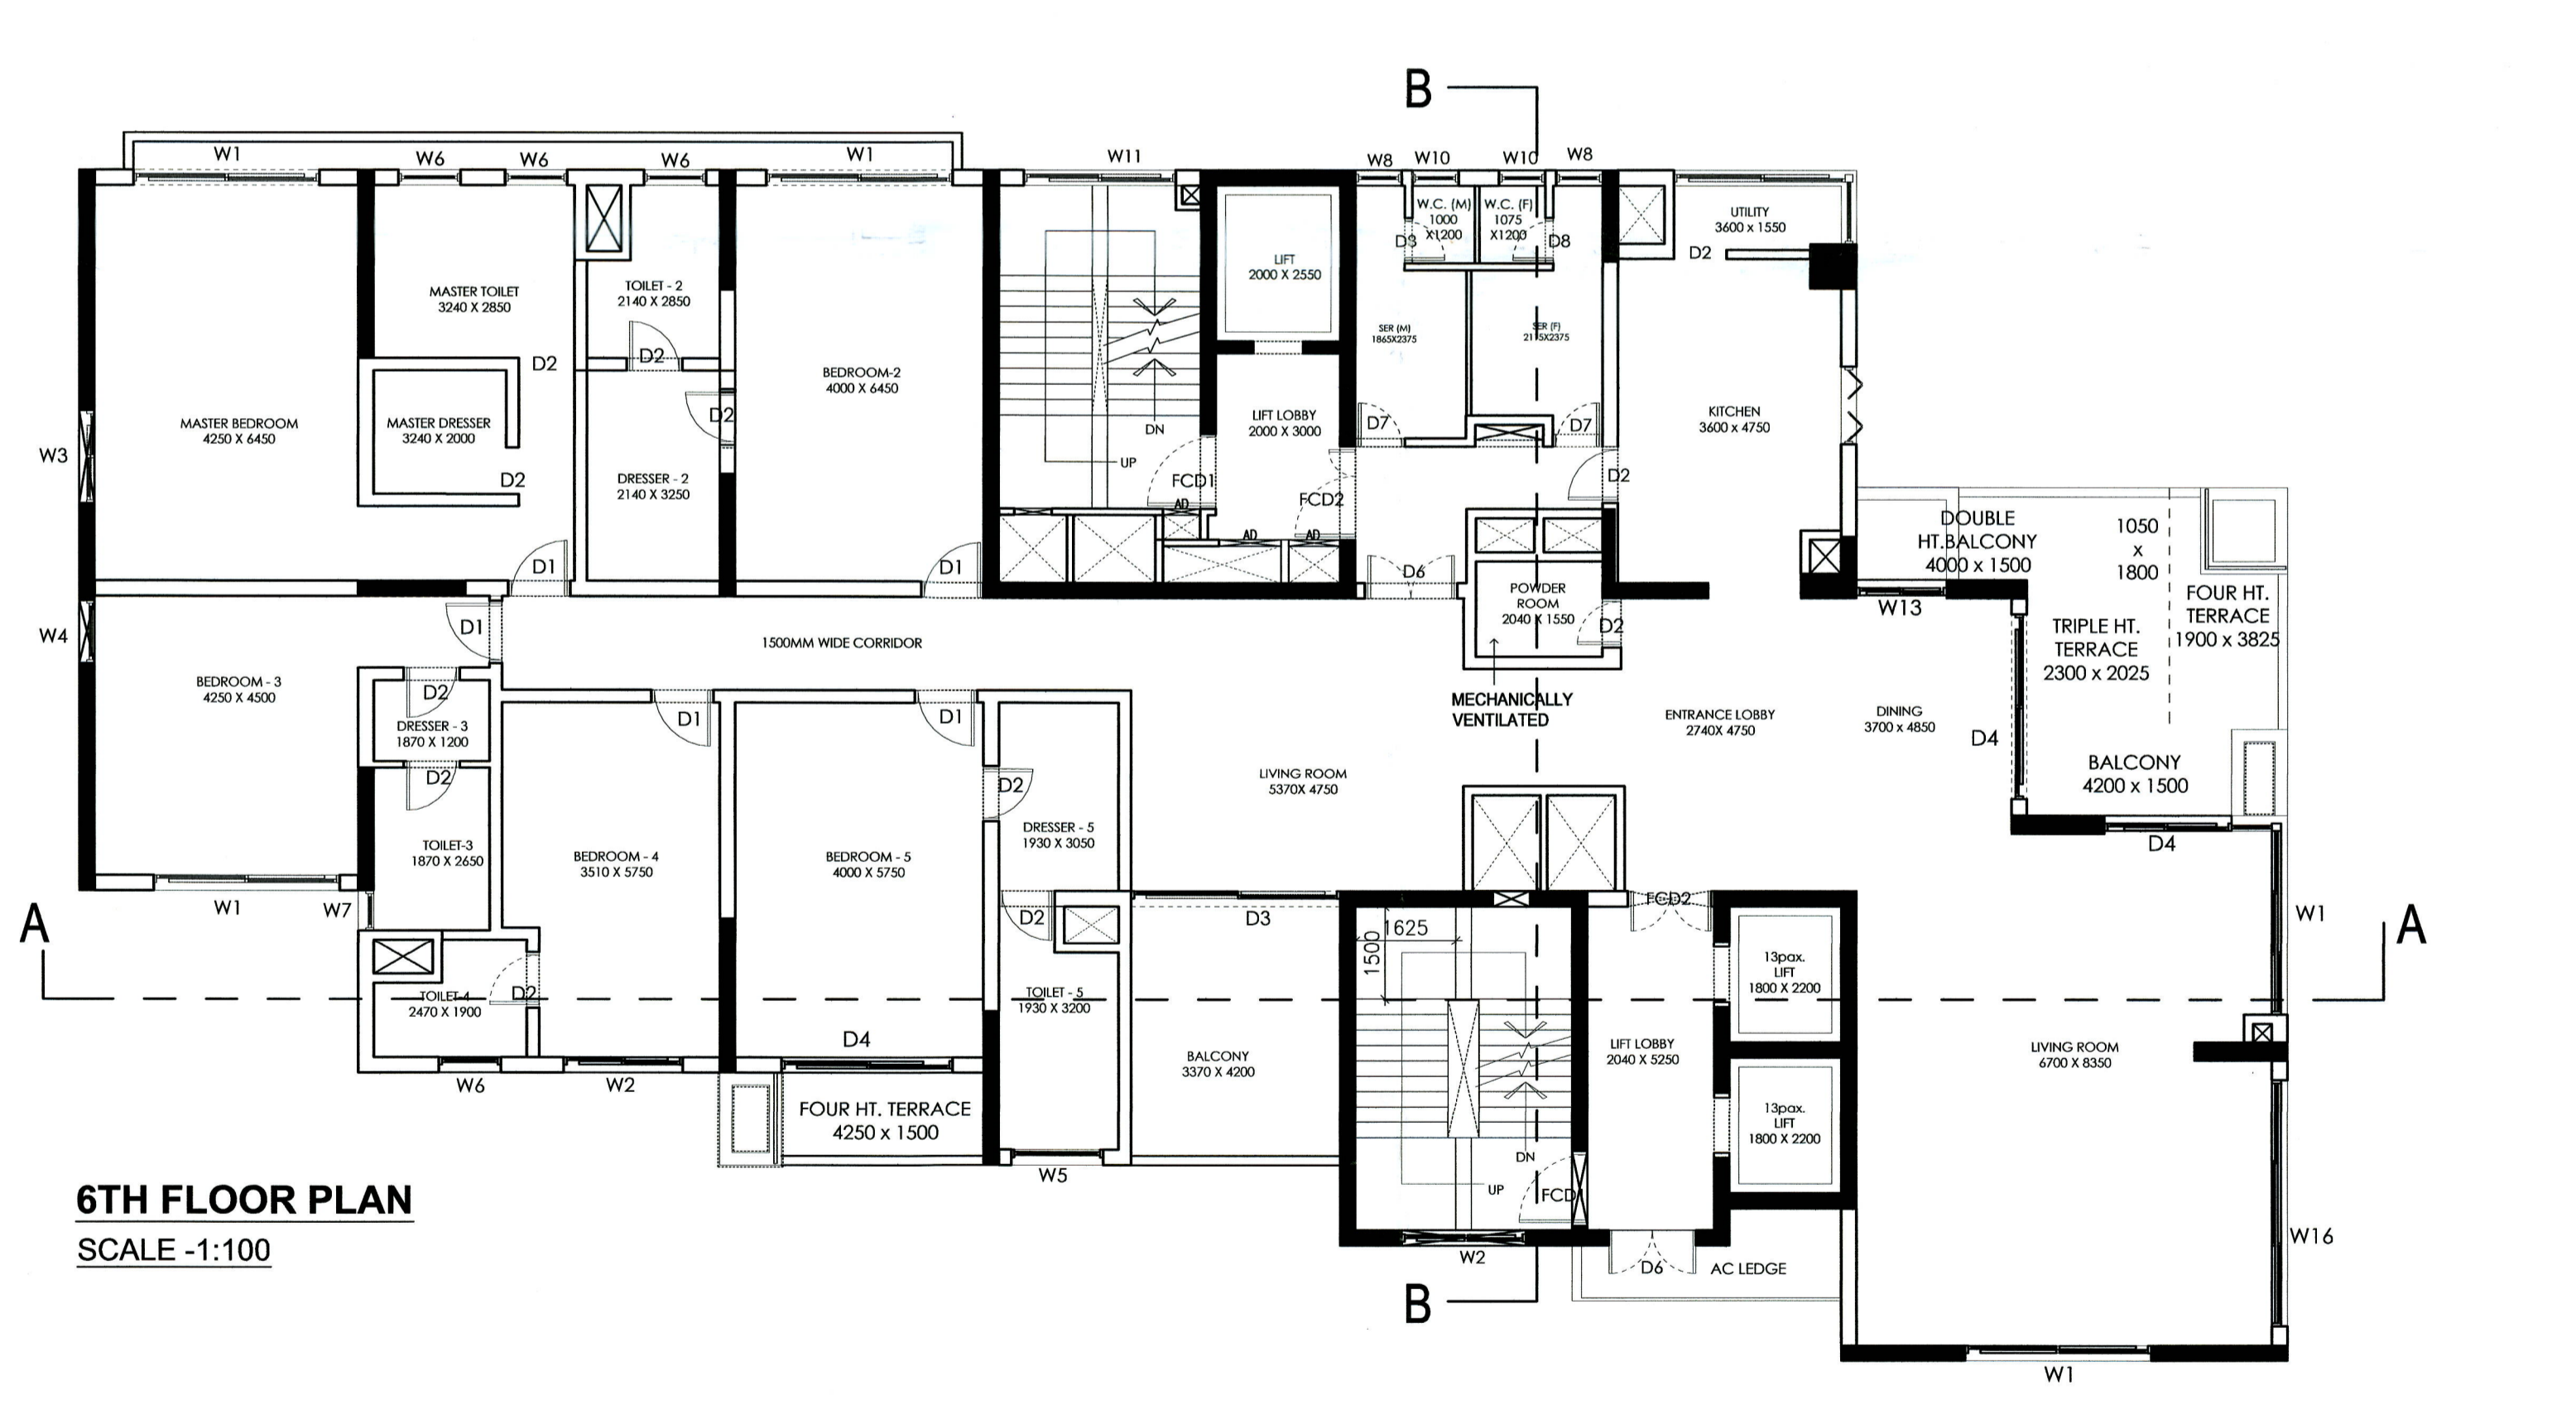 B
W1
W6
W6
W6
W1
W11
W8
W10
W10
W8
W.C. (M)
1000
X1200
W.C. (F)
1075
X1200
D8
UTILITY
3600 x 1550
D2
LIFT
2000 X 2550
MASTER TOILET
3240 X 2850
TOILET - 2
2140 X 2850
D2
D2
SER (M)
1865X2375
SER (F)
BEDROOM-2
4000 X 6450
MASTER BEDROOM
4250 X 6450
MASTER DRESSER
3240 X 2000
D2
LIFT LOBBY
2000 X 3000
D7
D7
KITCHEN
3600 x 4750
DN
UP
W3
D2
DRESSER - 2
2140 X 3250
FCD1
AD
FCD2
AD
AD
D2
D1
D1
D6
DOUBLE
HT.BALCONY
4000 x 1500
1050
x
1800
POWDER
ROOM
2040 X 1550
D2
W13
FOUR HT.
TERRACE
1900 x 3825
W4
D1
1500MM WIDE CORRIDOR
TRIPLE HT.
TERRACE
2300 x 2025
BEDROOM - 3
4250 X 4500
D2
DRESSER - 3
1870 X 1200
D2
D1
D1
MECHANICALLY
VENTILATED
ENTRANCE LOBBY
2740X 4750
DINING
3700 x 4850
D4
BALCONY
4200 x 1500
LIVING ROOM
5370X 4750
D2
DRESSER - 5
1930 X 3050
TOILET-3
1870 X 2650
BEDROOM - 4
3510 X 5750
BEDROOM - 5
4000 X 5750
D4
W1
W7
D2
D3
FCD2
W1
A
A
1625
1500
13pax.
LIFT
1800 X 2200
TOILET-4
2470 X 1900
D2
TOILET - 5
1930 X 3200
D4
BALCONY
3370 X 4200
LIFT LOBBY
2040 X 5250
LIVING ROOM
6700 X 8350
W6
W2
FOUR HT. TERRACE
4250 x 1500
13pax.
LIFT
1800 X 2200
W5
DN
UP
W2
D6
AC LEDGE
W16
B
W1
6TH FLOOR PLAN
SCALE -1:100